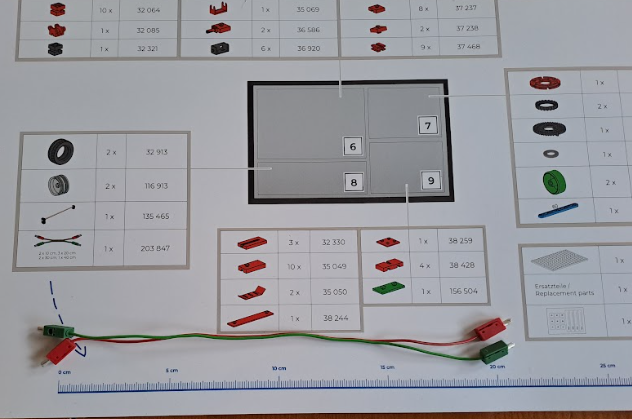 10 x 32 064
1 x 32 085
1 x 32 321
1 x 35 069
2 x 36 586
6 x 36 920
8 x 37 237
2 x 37 238
9 x 37 468
6
7
8
9
2 x 32 913
2 x 116 913
1 x 135 465
1 x 203 847
3 x 32 330
10 x 35 049
2 x 35 050
1 x 38 244
1 x 38 259
4 x 38 428
1 x 156 504
1 x
2 x
1 x
1 x
2 x
1 x
1 x
Ersatzteile /
Replacement parts
1 x
1 x
0 cm
5 cm
10 cm
15 cm
20 cm
25 cm